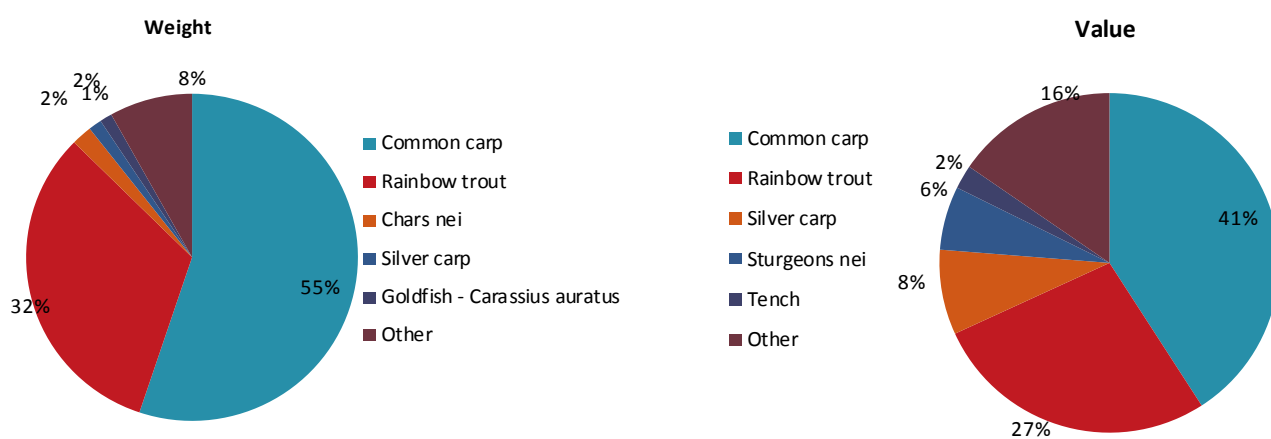 Weight
8%
2%
1%
2%
32%
55%
Common carp
Rainbow trout
Chars nei
Silver carp
Goldfish - Carassius auratus
Other
Value
Common carp
Rainbow trout
Silver carp
Sturgeons nei
Tench
Other
16%
2%
6%
8%
27%
41%